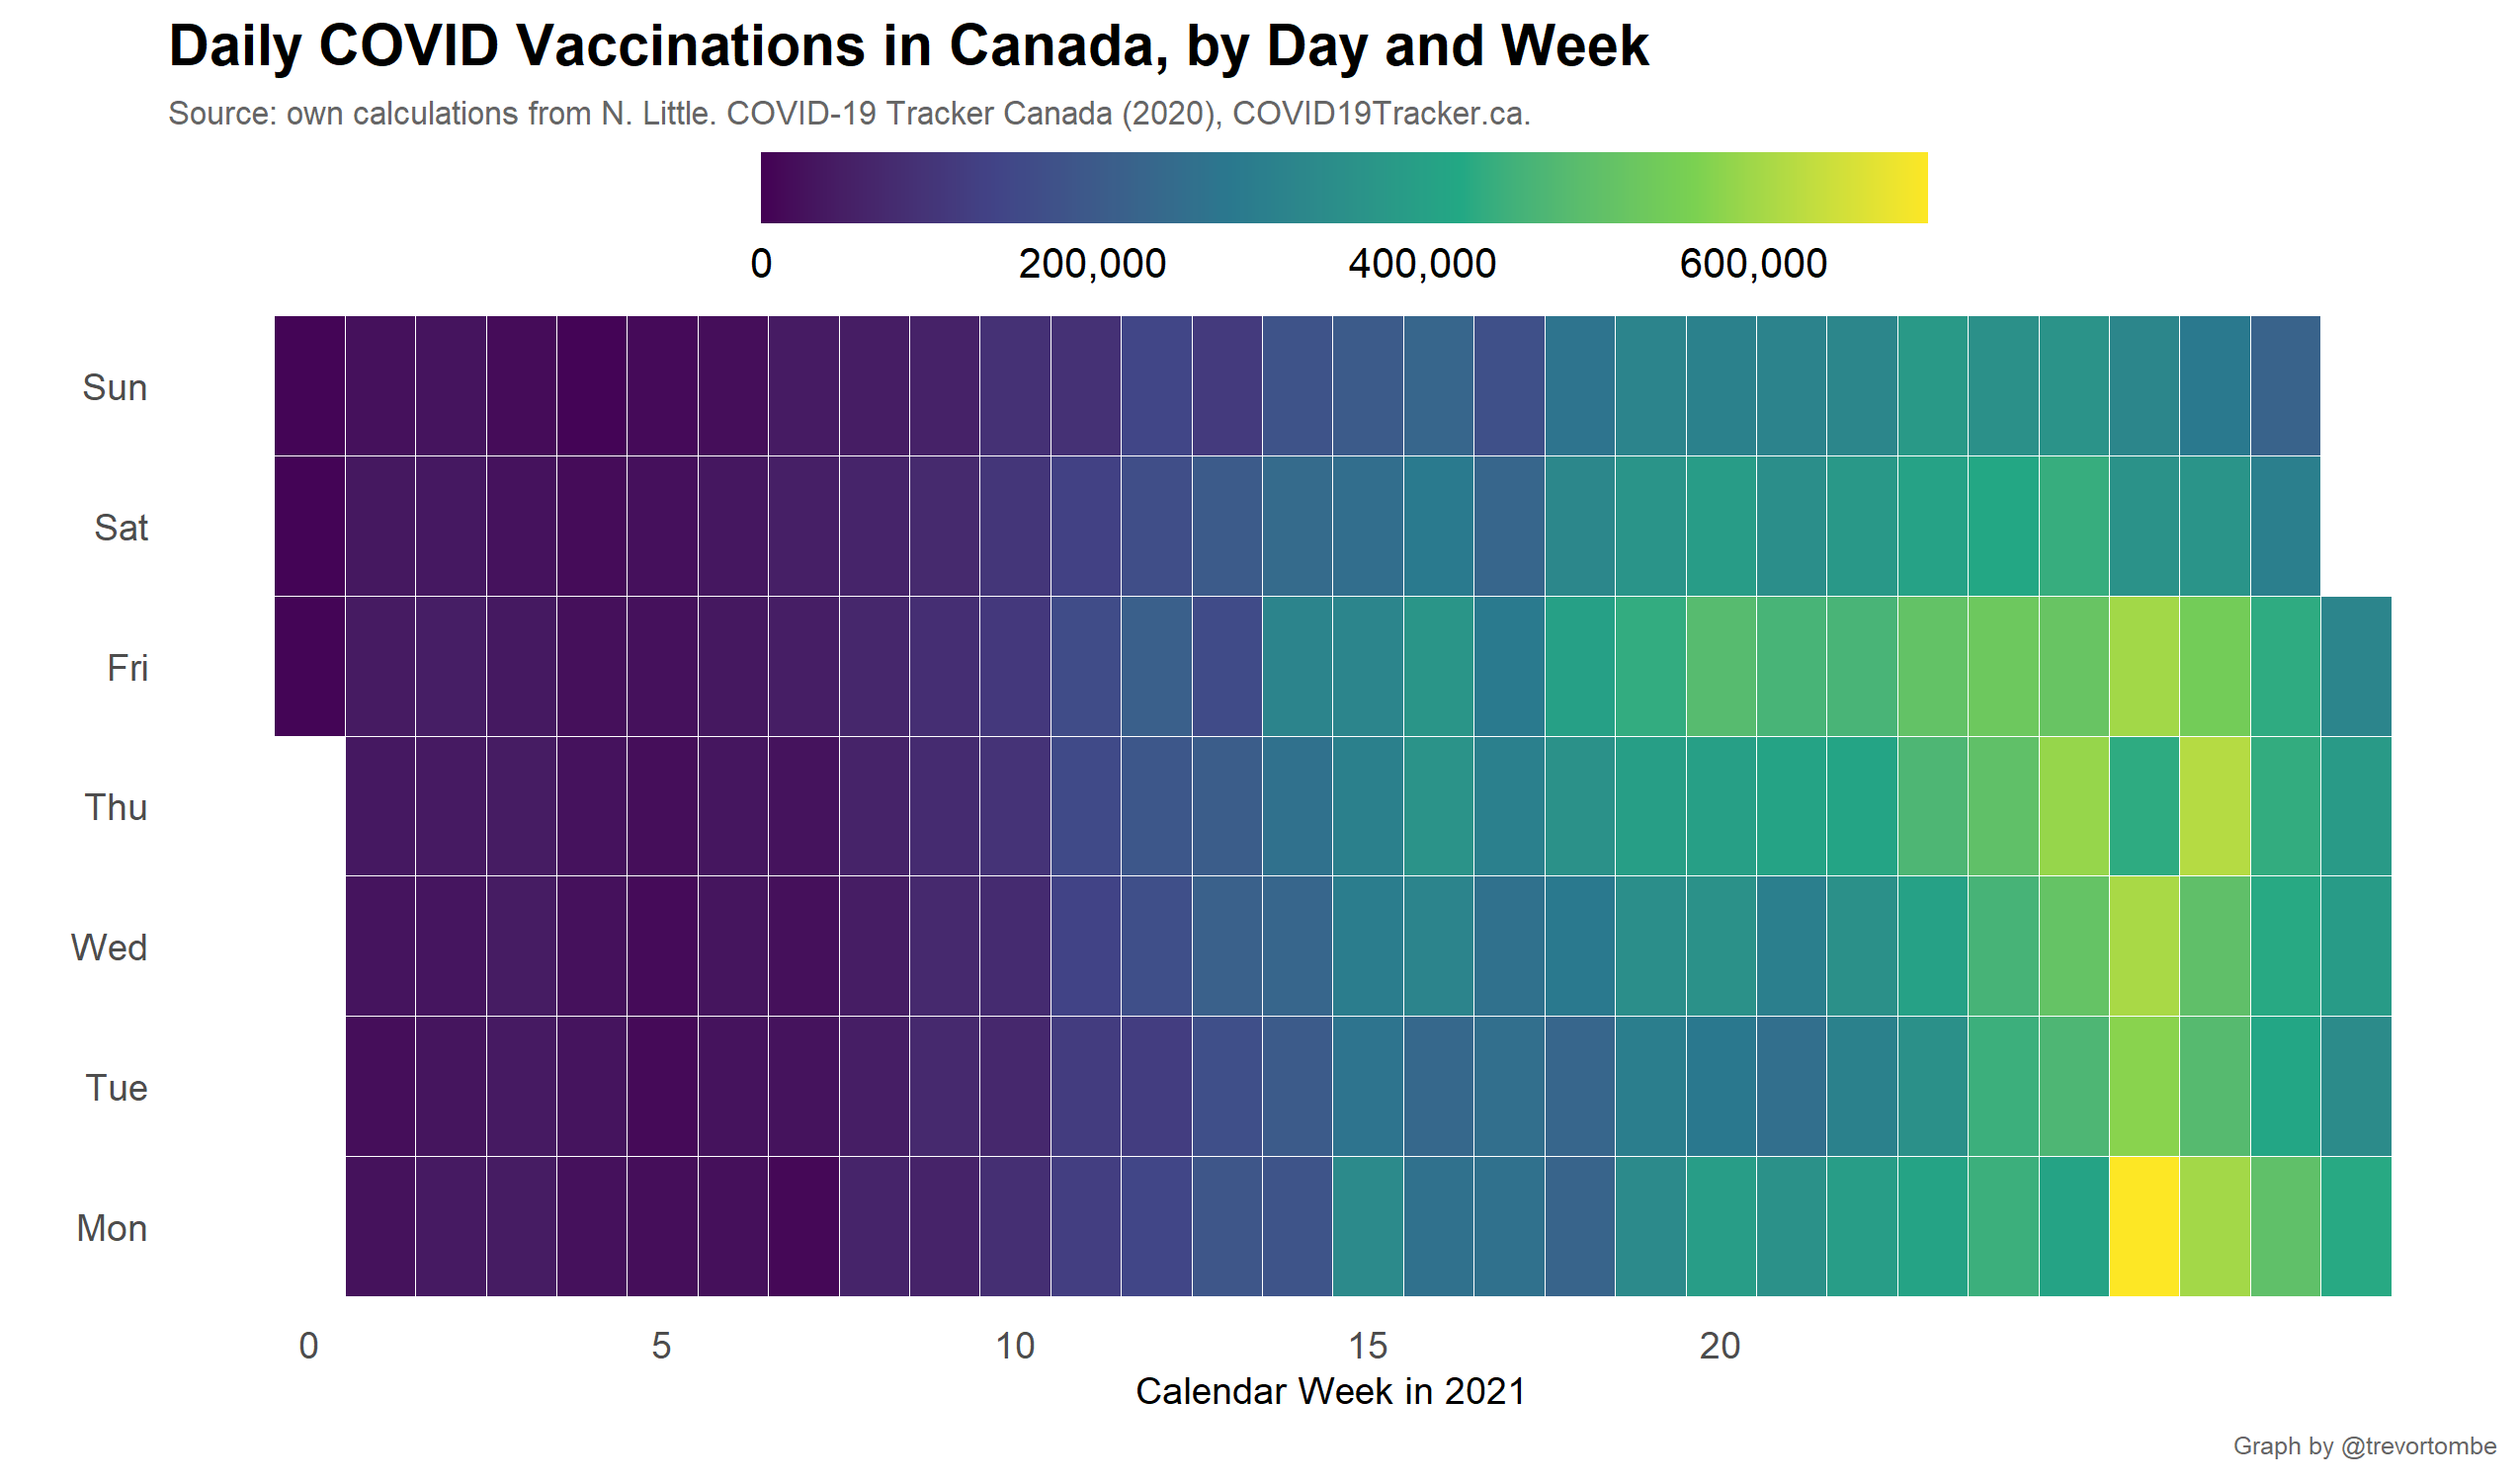 Daily COVID Vaccinations in Canada, by Day and Week
Source: own calculations from N. Little. COVID-19 Tracker Canada (2020), COVID19Tracker.ca.
0 200,000 400,000 600,000
Sun
Sat
Fri
Thu
Wed
Tue
Mon
0 5 10 15 20
Calendar Week in 2021
Graph by @trevortombe